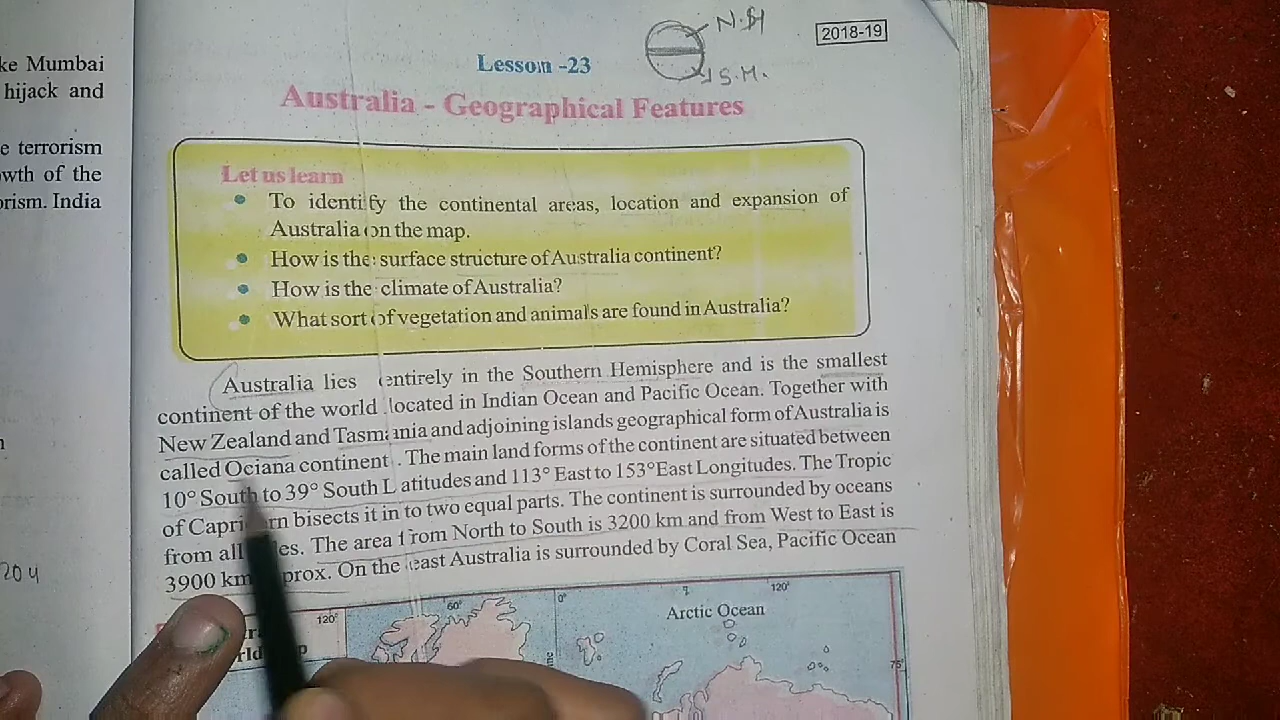 ke Mumbai
hijack and
e terrorism
wth of the
orism. India
204
N.H
S.H.
2018-19
Lesson -23
Australia - Geographical Features
Let us learn
To identify the continental areas, location and expansion of
Australia on the map.
How is the surface structure of Australia continent?
How is the climate of Australia?
What sort of vegetation and animals are found in Australia?
Australia lies entirely in the Southern Hemisphere and is the smallest
continent of the world located in Indian Ocean and Pacific Ocean. Together with
New Zealand and Tasmania and adjoining islands geographical form of Australia is
called Ociana continent. The main land forms of the continent are situated between
10° South to 39° South Latitudes and 113° East to 153°East Longitudes. The Tropic
of Capri rn bisects it in to two equal parts. The continent is surrounded by oceans
from all es. The area from North to South is 3200 km and from West to East is
3900 km prox. On the east Australia is surrounded by Coral Sea, Pacific Ocean
120° 60° 0° 120°
Arctic Ocean
75°